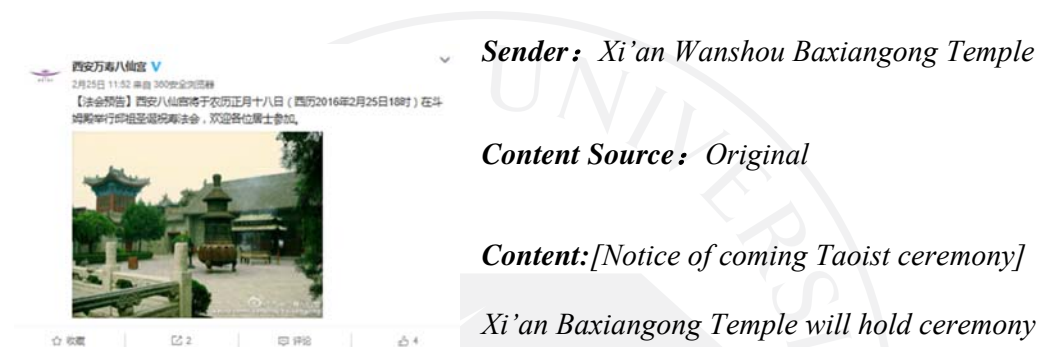 西安万寿八仙宫 V
2月25日 11:52 来自 360安全浏览器
【法会预告】西安八仙宫将于农历正月十八日（西历2016年2月25日18时）在斗
姆殿举行邱祖圣诞祝寿法会，欢迎各位居士参加。
收藏
2
评论
4
Sender：Xi’an Wanshou Baxiangong Temple
Content Source：Original
Content:[Notice of coming Taoist ceremony]
Xi’an Baxiangong Temple will hold ceremony
UNIVERS